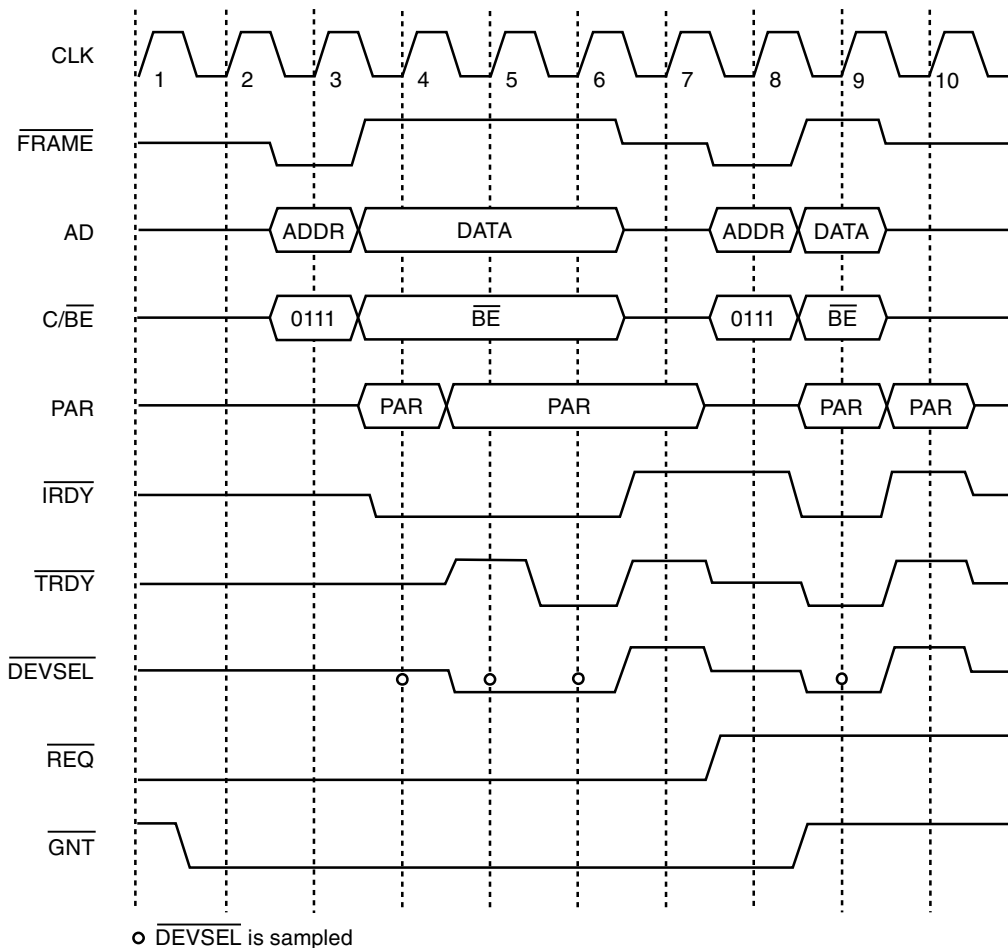 CLK
1 2 3 4 5 6 7 8 9 10
FRAME
AD
ADDR DATA ADDR DATA
C/BE
0111 BE 0111 BE
PAR
PAR PAR PAR PAR
IRDY
TRDY
DEVSEL
REQ
GNT
DEVSEL is sampled